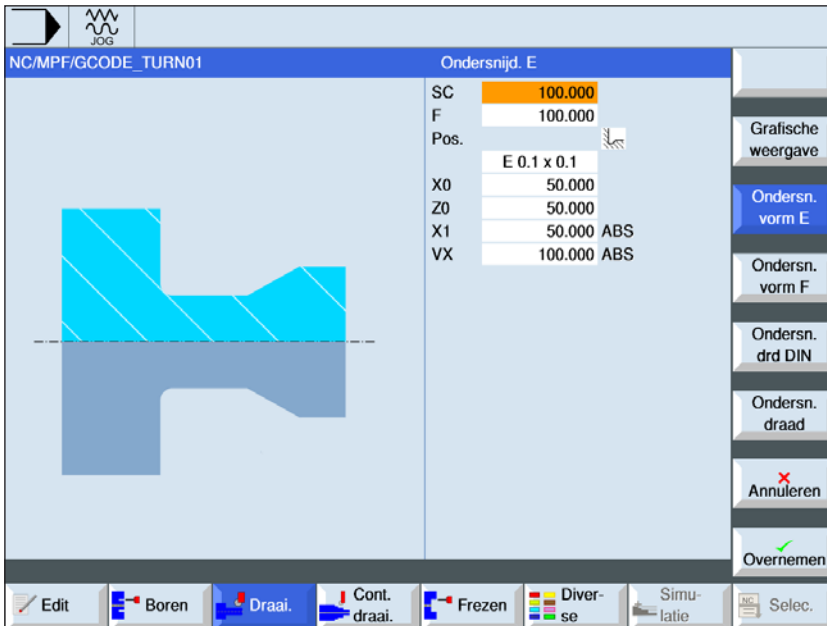 JOG
NC/MPF/GCODE_TURN01
Ondersnijd. E
SC 100.000
F 100.000
Pos.
E 0.1 x 0.1
X0 50.000
Z0 50.000
X1 50.000 ABS
VX 100.000 ABS
Grafische
weergave
Ondersn.
vorm E
Ondersn.
vorm F
Ondersn.
drd DIN
Ondersn.
draad
Annuleren
Overnemen
Edit
Boren
Draai.
Cont.
draai.
Frezen
Diver-
se
Simu-
latie
NC
Selec.